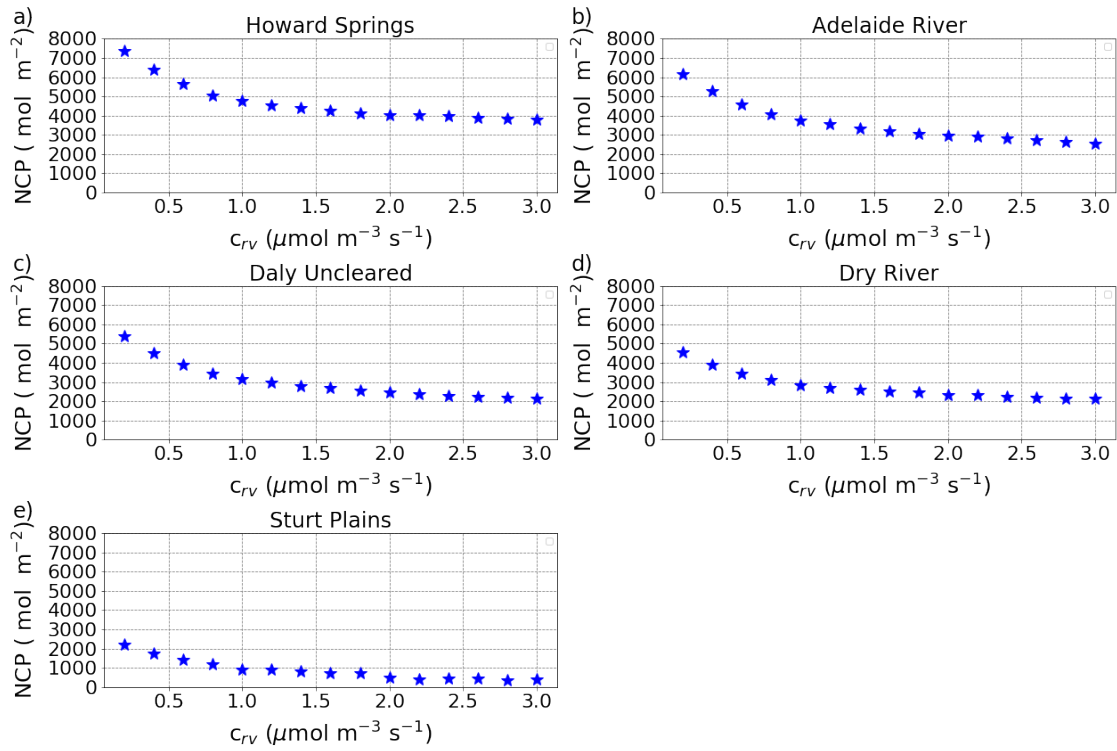 a)
Howard Springs
8000
7000
6000
5000
4000
3000
2000
1000
0
NCP ( mol m⁻²)
0.5 1.0 1.5 2.0 2.5 3.0
c_rv (μmol m⁻³ s⁻¹)
b)
Adelaide River
8000
7000
6000
5000
4000
3000
2000
1000
0
NCP ( mol m⁻²)
0.5 1.0 1.5 2.0 2.5 3.0
c_rv (μmol m⁻³ s⁻¹)
c)
Daly Uncleared
8000
7000
6000
5000
4000
3000
2000
1000
0
NCP ( mol m⁻²)
0.5 1.0 1.5 2.0 2.5 3.0
c_rv (μmol m⁻³ s⁻¹)
d)
Dry River
8000
7000
6000
5000
4000
3000
2000
1000
0
NCP ( mol m⁻²)
0.5 1.0 1.5 2.0 2.5 3.0
c_rv (μmol m⁻³ s⁻¹)
e)
Sturt Plains
8000
7000
6000
5000
4000
3000
2000
1000
0
NCP ( mol m⁻²)
0.5 1.0 1.5 2.0 2.5 3.0
c_rv (μmol m⁻³ s⁻¹)